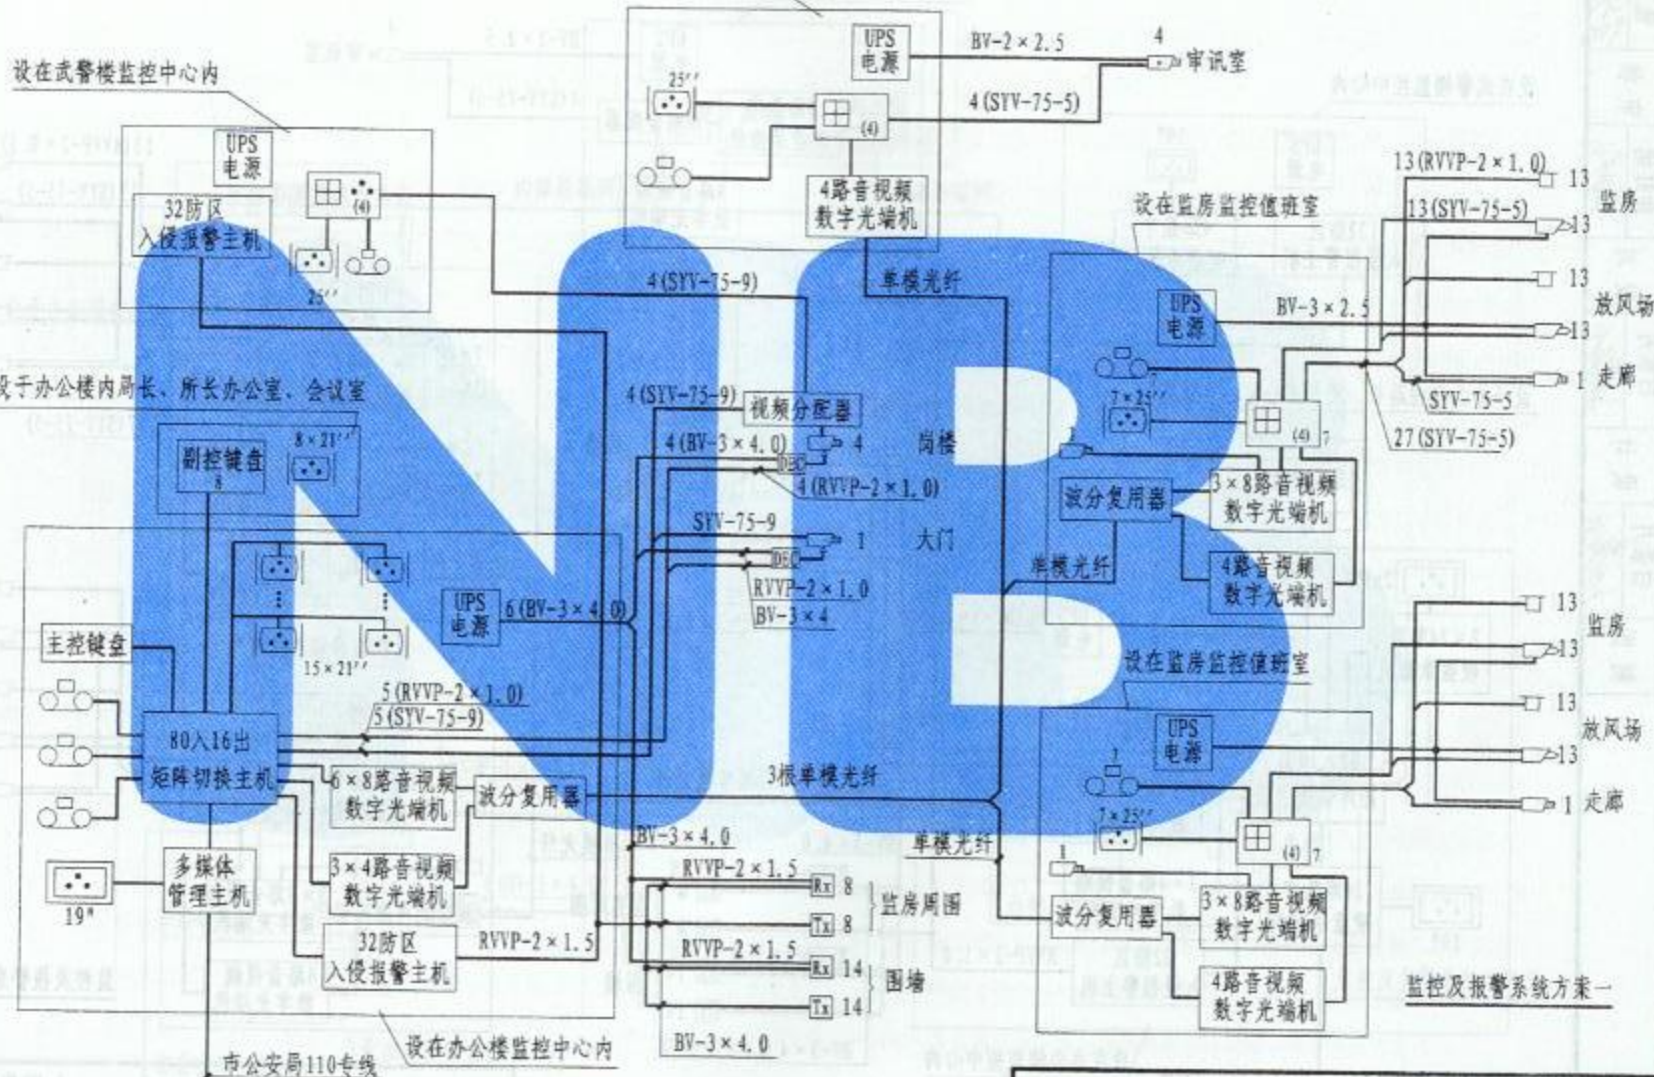 设在武警楼监控中心内
UPS
电源
32防区
入侵报警主机
(4)
25''
UPS
电源
25''
(4)
4路音视频
数字光端机
BV-2×2.5
4(SYV-75-5)
4
审讯室
设在监房监控值班室
13(RVVP-2×1.0)
13
13(SYV-75-5)
13
监房
13
放风场
13
BV-3×2.5
1
走廊
SYV-75-5
27(SYV-75-5)
UPS
电源
7×25''
(4)
7
波分复用器
3×8路音视频
数字光端机
4路音视频
数字光端机
单模光纤
单模光纤
4(SYV-75-9)
设于办公楼内局长、所长办公室、会议室
副控键盘
8
8×21''
4(SYV-75-9)
视频分配器
4(BV-3×4.0)
4
岗楼
DEC
4(RVVP-2×1.0)
SYV-75-9
1
大门
DEC
RVVP-2×1.0
BV-3×4
UPS
电源
6(BV-3×4.0)
15×21''
主控键盘
5(RVVP-2×1.0)
5(SYV-75-9)
80入16出
矩阵切换主机
6×8路音视频
数字光端机
波分复用器
3根单模光纤
3×4路音视频
数字光端机
多媒体
管理主机
19"
32防区
入侵报警主机
RVVP-2×1.5
BV-3×4.0
RVVP-2×1.5
Rx
8
Tx
8
监房周围
RVVP-2×1.5
Rx
14
Tx
14
围墙
BV-3×4.0
设在办公楼监控中心内
市公安局110专线
设在监房监控值班室
UPS
电源
7×25''
(4)
7
单模光纤
波分复用器
3×8路音视频
数字光端机
4路音视频
数字光端机
13
监房
13
13
放风场
13
1
走廊
监控及报警系统方案一
NB